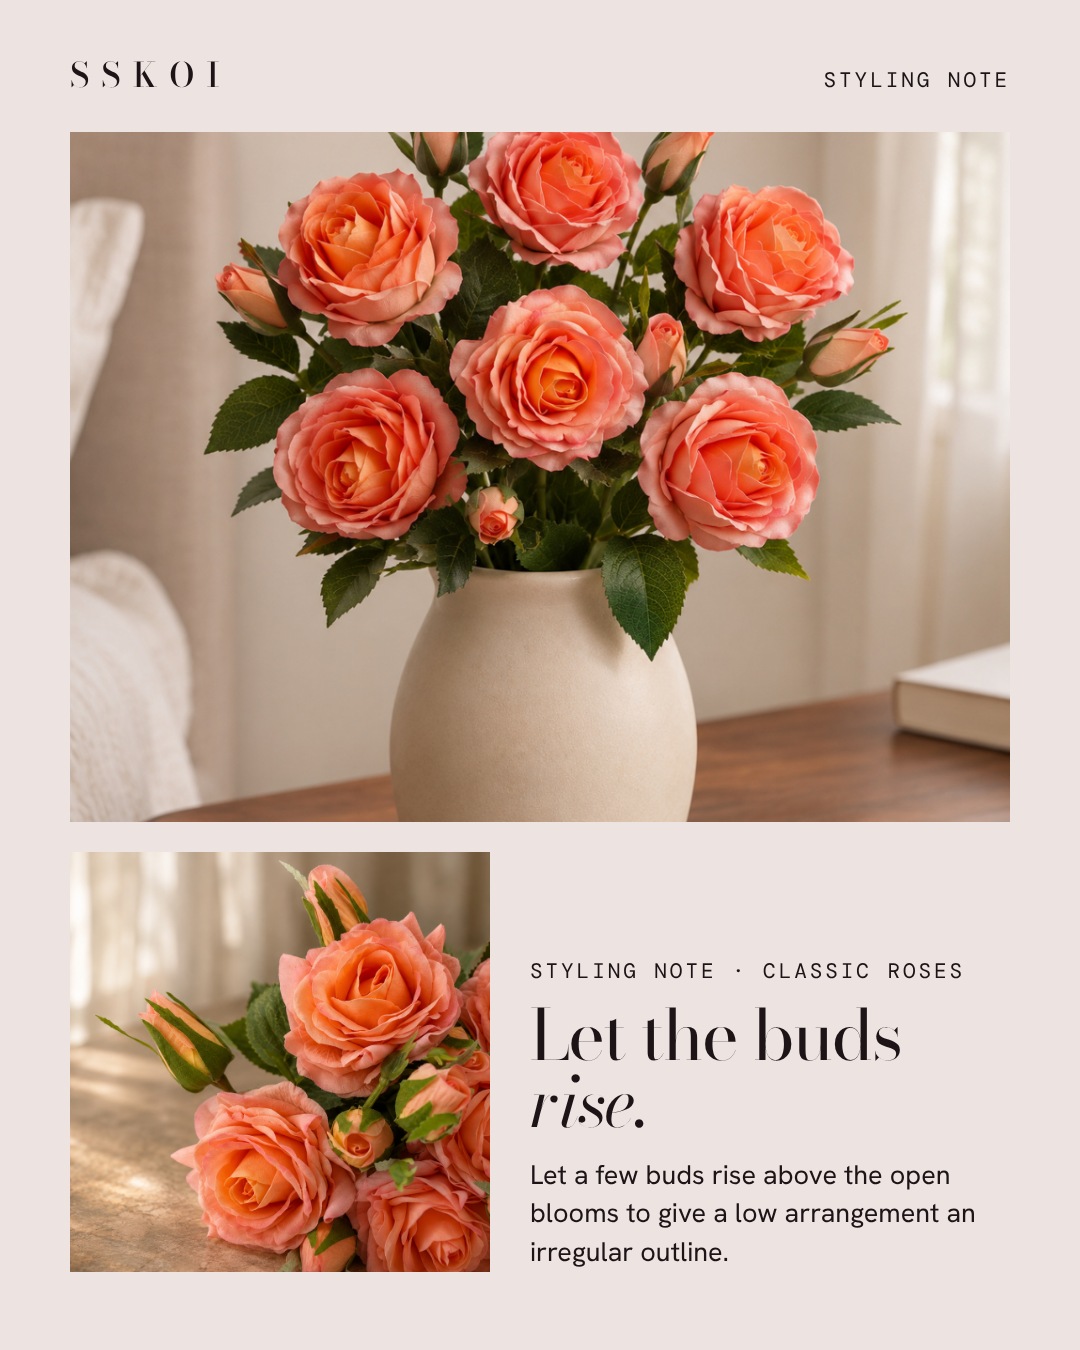 SSKOI
STYLING NOTE
STYLING NOTE · CLASSIC ROSES
Let the buds
rise.
Let a few buds rise above the open
blooms to give a low arrangement an
irregular outline.